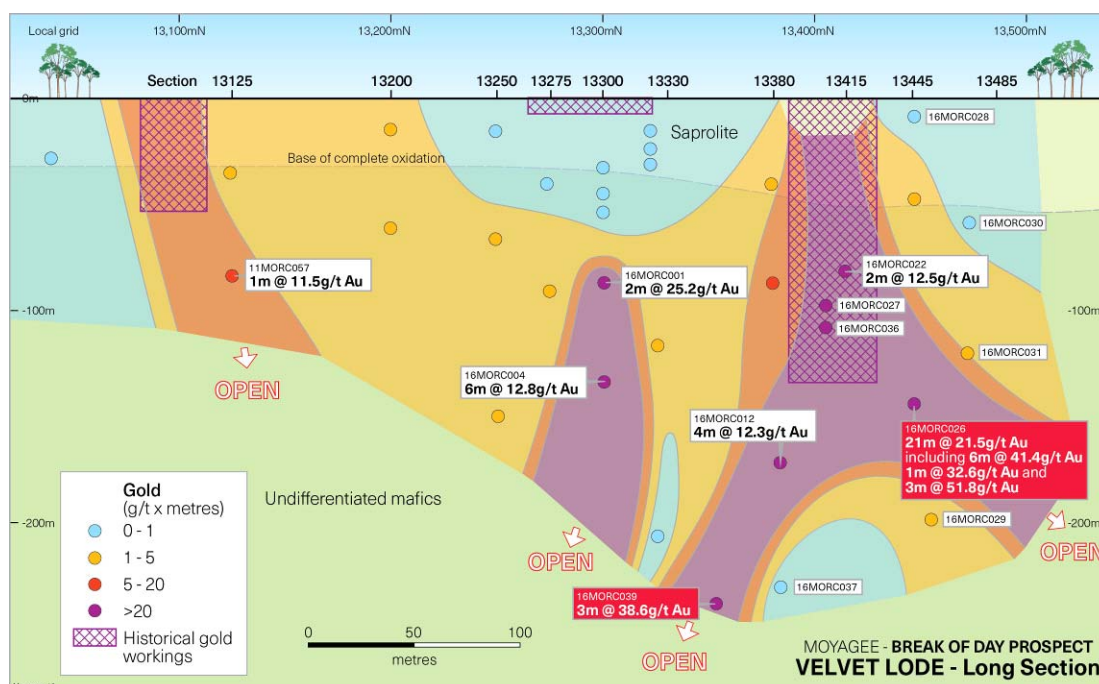 Local grid
13,100mN
13,200mN
13,300mN
13,400mN
13,500mN
Section 13125 13200 13250 13275 13300 13330 13380 13415 13445 13485
0m
Saprolite
16MORC028
Base of complete oxidation
16MORC030
11MORC057
1m @ 11.5g/t Au
16MORC001
2m @ 25.2g/t Au
16MORC022
2m @ 12.5g/t Au
16MORC027
16MORC036
-100m
-100m
16MORC031
OPEN
16MORC004
6m @ 12.8g/t Au
16MORC012
4m @ 12.3g/t Au
16MORC026
21m @ 21.5g/t Au
including 6m @ 41.4g/t Au
1m @ 32.6g/t Au and
3m @ 51.8g/t Au
Undifferentiated mafics
-200m
-200m
16MORC029
OPEN
OPEN
16MORC037
16MORC039
3m @ 38.6g/t Au
OPEN
Gold
(g/t x metres)
0 - 1
1 - 5
5 - 20
>20
Historical gold
workings
0 50 100
metres
MOYAGEE - BREAK OF DAY PROSPECT
VELVET LODE - Long Section